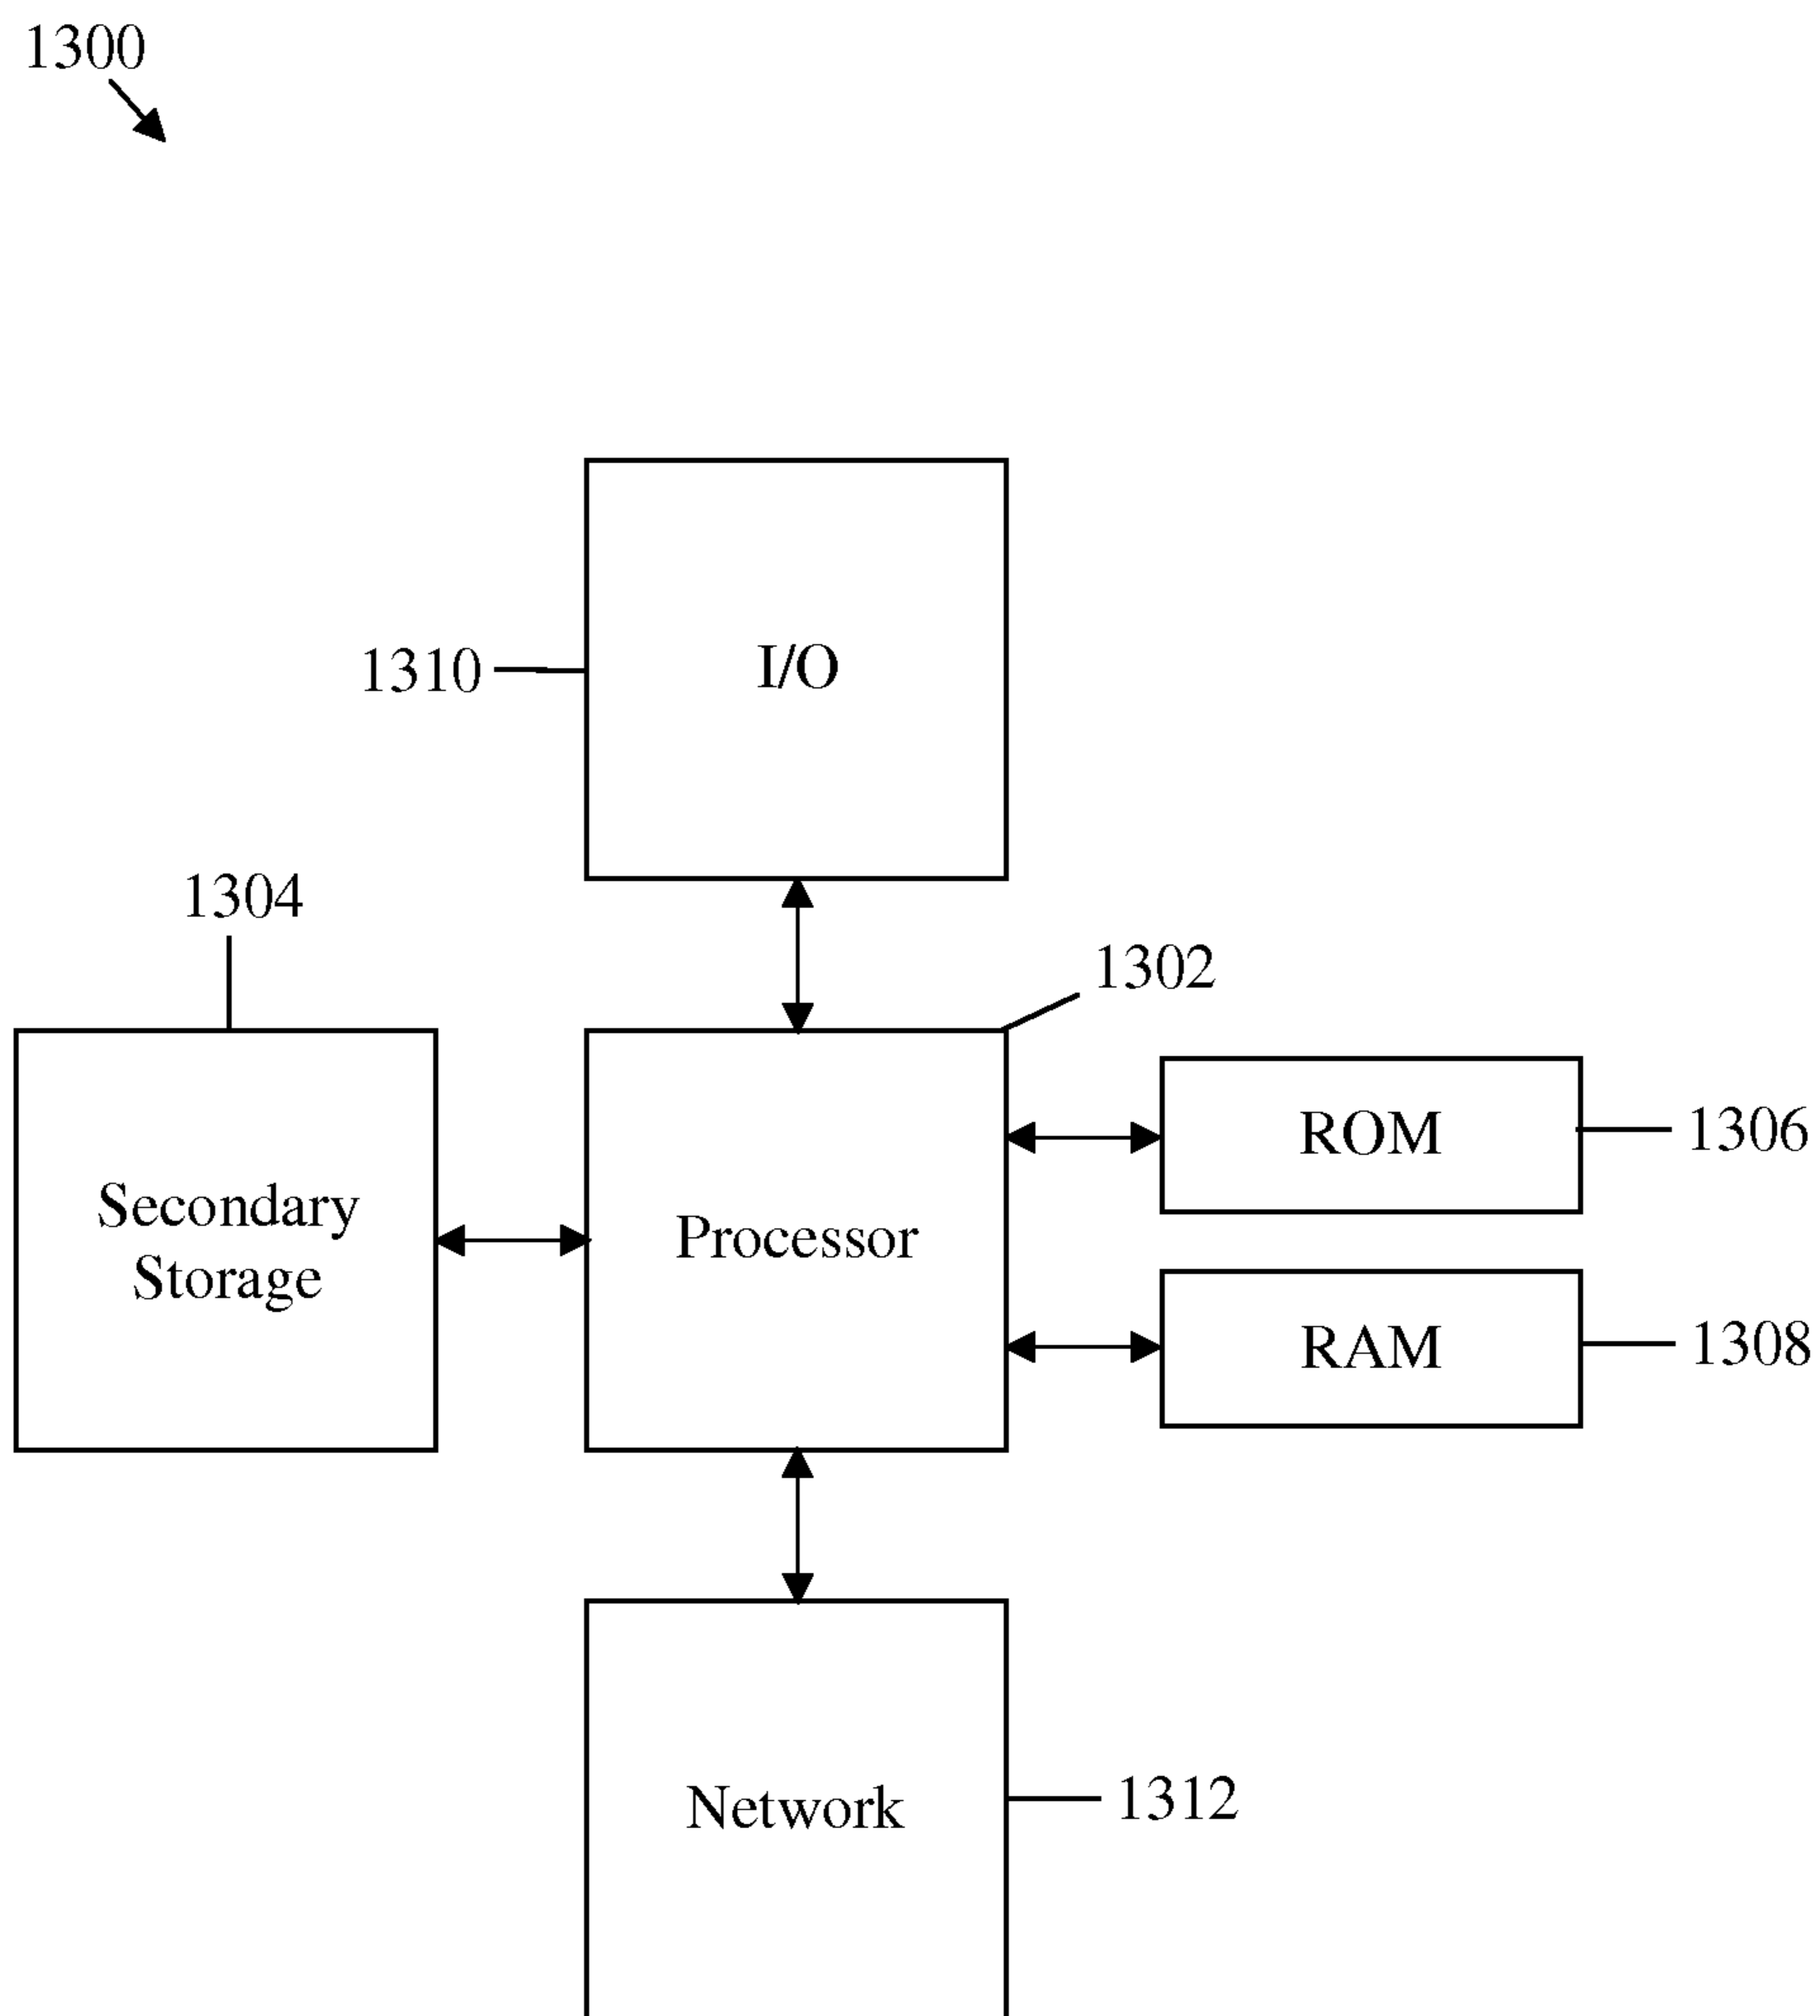 1300
I/O
1310
1304
1302
ROM
1306
Secondary
Storage
Processor
RAM
1308
Network
1312